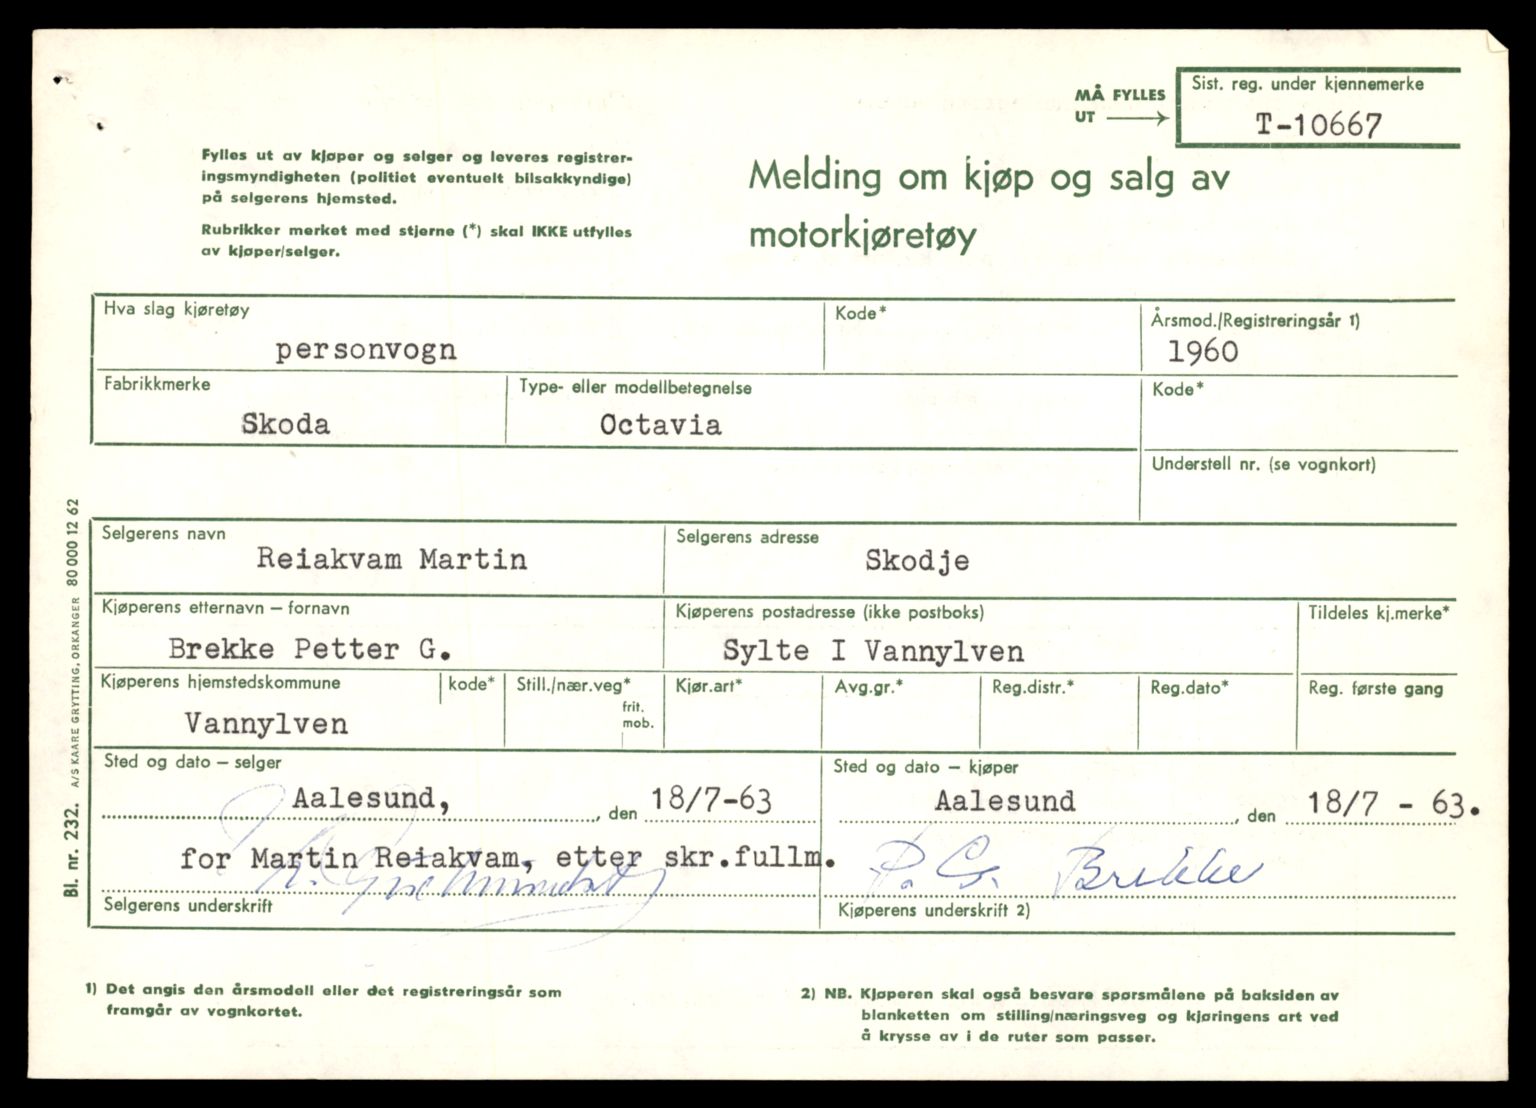 MÅ FYLLES
UT
Sist. reg. under kjennemerke
T-10667
Fylles ut av kjøper og selger og leveres registrer-
ingsmyndigheten (politiet eventuelt bilsakkyndige)
på selgerens hjemsted.
Rubrikker merket med stjerne (*) skal IKKE utfylles
av kjøper/selger.
Melding om kjøp og salg av
motorkjøretøy
Hva slag kjøretøy
personvogn
Kode*
Årsmod./Registreringsår 1)
1960
Fabrikkmerke
Skoda
Type- eller modellbetegnelse
Octavia
Kode*
Understell nr. (se vognkort)
Selgerens navn
Reiakvam Martin
Selgerens adresse
Skodje
Kjøperens etternavn – fornavn
Brekke Petter G.
Kjøperens postadresse (ikke postboks)
Sylte I Vannylven
Tildeles kj.merke*
Kjøperens hjemstedskommune
Vannylven
kode*
Still./nær.veg*
frit.
mob.
Kjør.art*
Avg.gr.*
Reg.distr.*
Reg.dato*
Reg. første gang
Sted og dato – selger
Aalesund, den 18/7-63
Sted og dato – kjøper
Aalesund, den 18/7 - 63.
for Martin Reiakvam, etter skr.fullm.
P. G. Brekke
Selgerens underskrift
Kjøperens underskrift 2)
Bl. nr. 232. A/S KAARE GRYTTING, ORKANGER 80 000 12 62
1) Det angis den årsmodell eller det registreringsår som
framgår av vognkortet.
2) NB. Kjøperen skal også besvare spørsmålene på baksiden av
blanketten om stilling/næringsveg og kjøringens art ved
å krysse av i de ruter som passer.